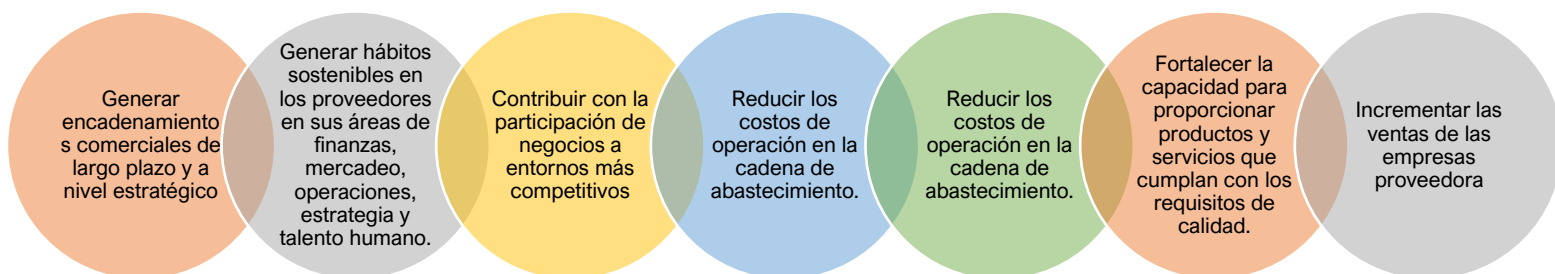 Generar
encadenamiento
s comerciales de
largo plazo y a
nivel estratégico
Generar hábitos
sostenibles en
los proveedores
en sus áreas de
finanzas,
mercadeo,
operaciones,
estrategia y
talento humano.
Contribuir con la
participación de
negocios a
entornos más
competitivos
Reducir los
costos de
operación en la
cadena de
abastecimiento.
Reducir los
costos de
operación en la
cadena de
abastecimiento.
Fortalecer la
capacidad para
proporcionar
productos y
servicios que
cumplan con los
requisitos de
calidad.
Incrementar las
ventas de las
empresas
proveedora